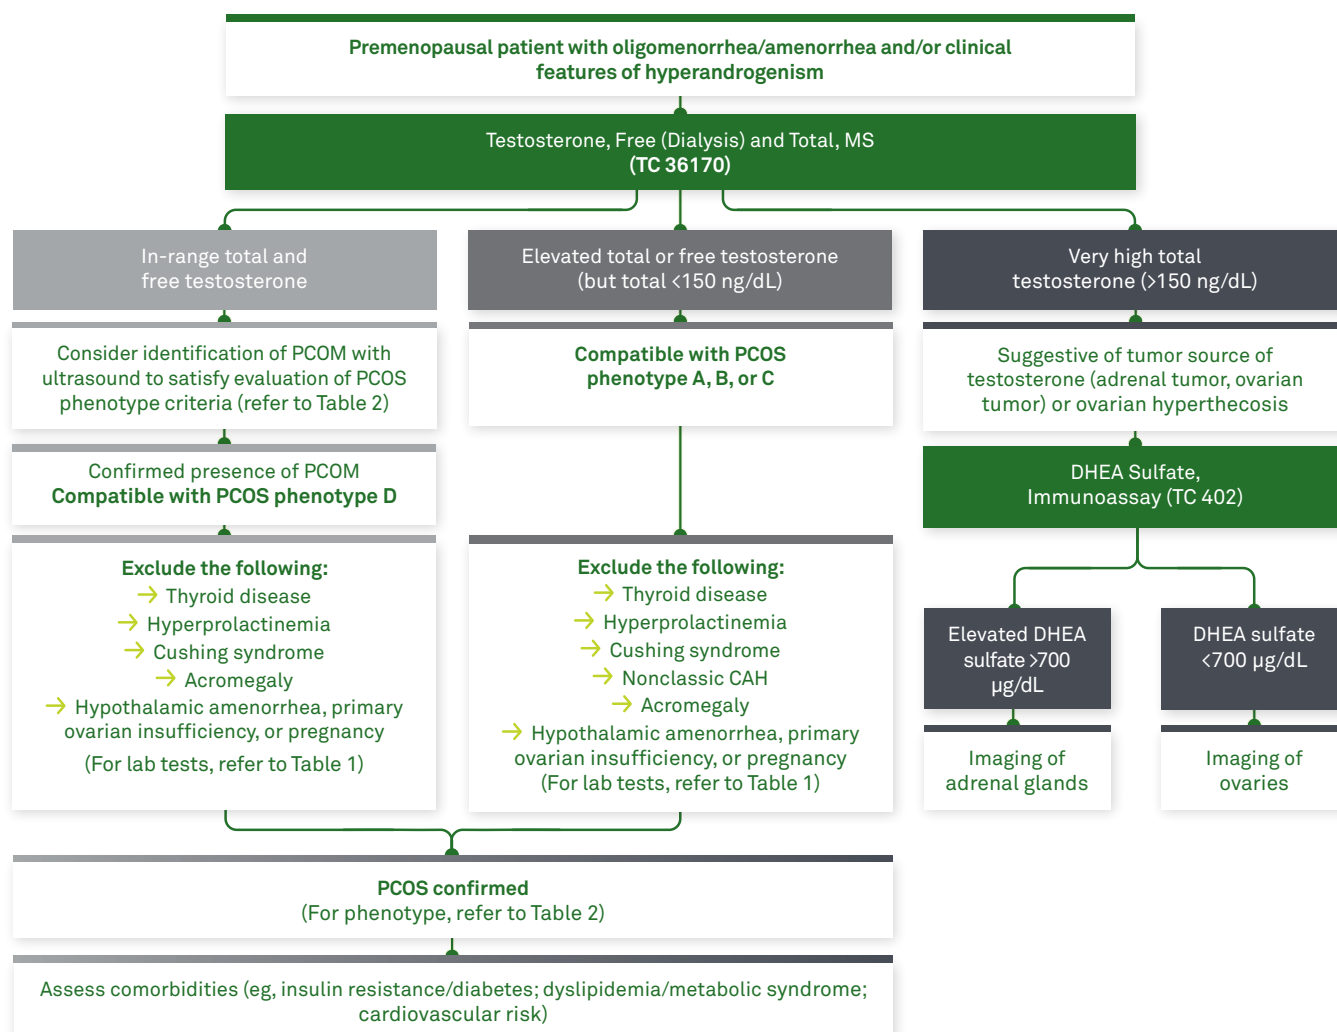 Premenopausal patient with oligomenorrhea/amenorrhea and/or clinical
features of hyperandrogenism
Testosterone, Free (Dialysis) and Total, MS
(TC 36170)
In-range total and
free testosterone
Elevated total or free testosterone
(but total <150 ng/dL)
Very high total
testosterone (>150 ng/dL)
Consider identification of PCOM with
ultrasound to satisfy evaluation of PCOS
phenotype criteria (refer to Table 2)
Compatible with PCOS
phenotype A, B, or C
Suggestive of tumor source of
testosterone (adrenal tumor, ovarian
tumor) or ovarian hyperthecosis
Confirmed presence of PCOM
Compatible with PCOS phenotype D
DHEA Sulfate,
Immunoassay (TC 402)
Exclude the following:
→ Thyroid disease
→ Hyperprolactinemia
→ Cushing syndrome
→ Acromegaly
→ Hypothalamic amenorrhea, primary
ovarian insufficiency, or pregnancy
(For lab tests, refer to Table 1)
Exclude the following:
→ Thyroid disease
→ Hyperprolactinemia
→ Cushing syndrome
→ Nonclassic CAH
→ Acromegaly
→ Hypothalamic amenorrhea, primary
ovarian insufficiency, or pregnancy
(For lab tests, refer to Table 1)
Elevated DHEA
sulfate >700
µg/dL
DHEA sulfate
<700 µg/dL
Imaging of
adrenal glands
Imaging of
ovaries
PCOS confirmed
(For phenotype, refer to Table 2)
Assess comorbidities (eg, insulin resistance/diabetes; dyslipidemia/metabolic syndrome;
cardiovascular risk)